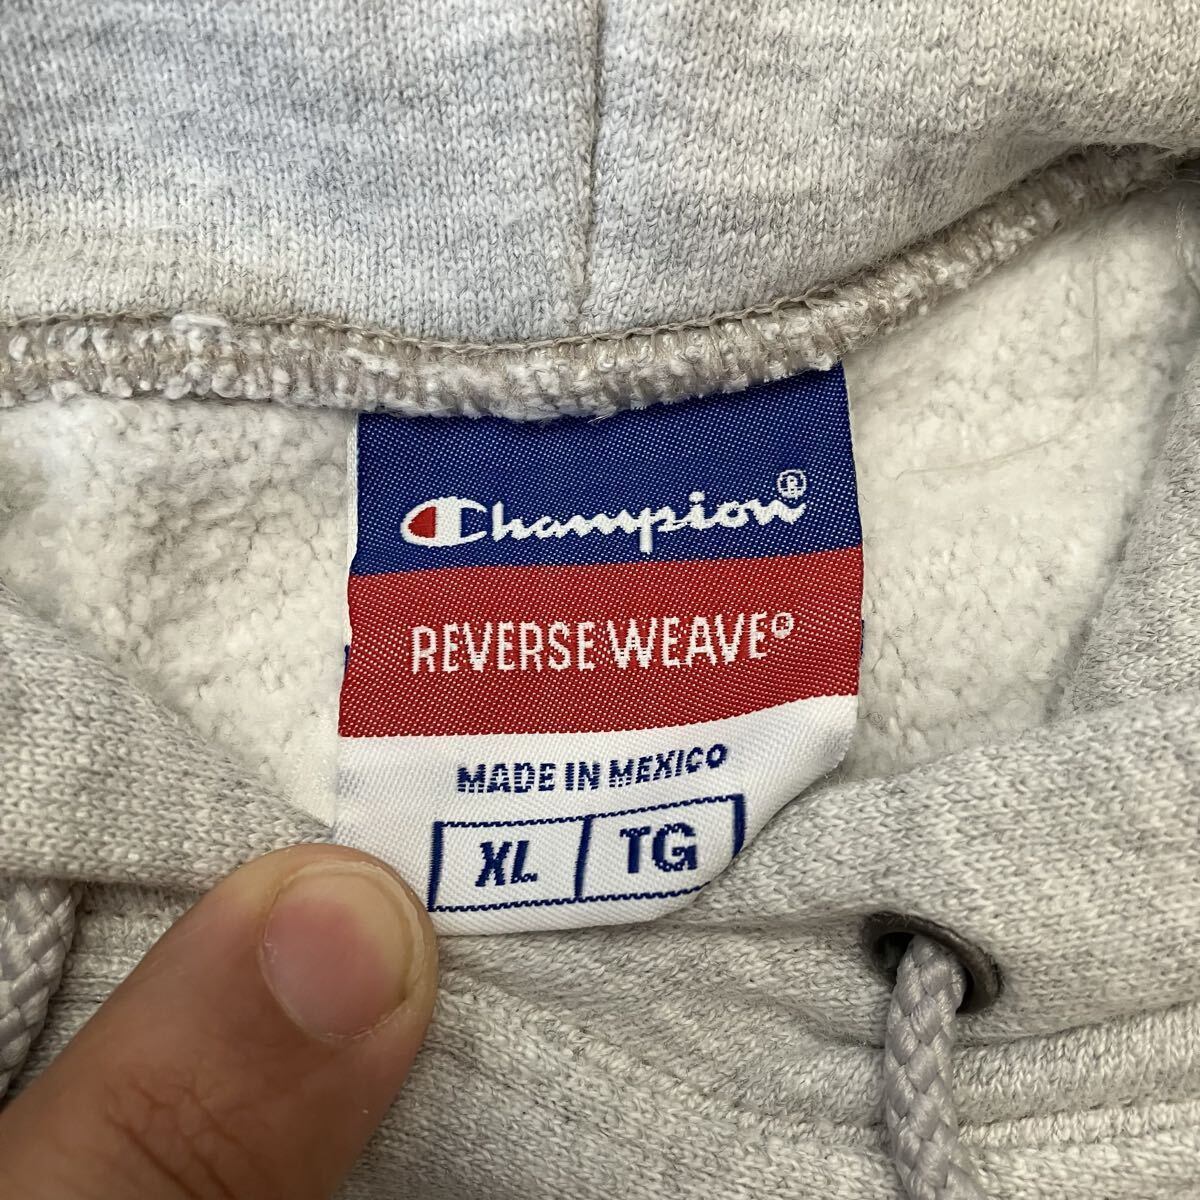 Champion®
REVERSE WEAVE®
MADE IN MEXICO
XL TG